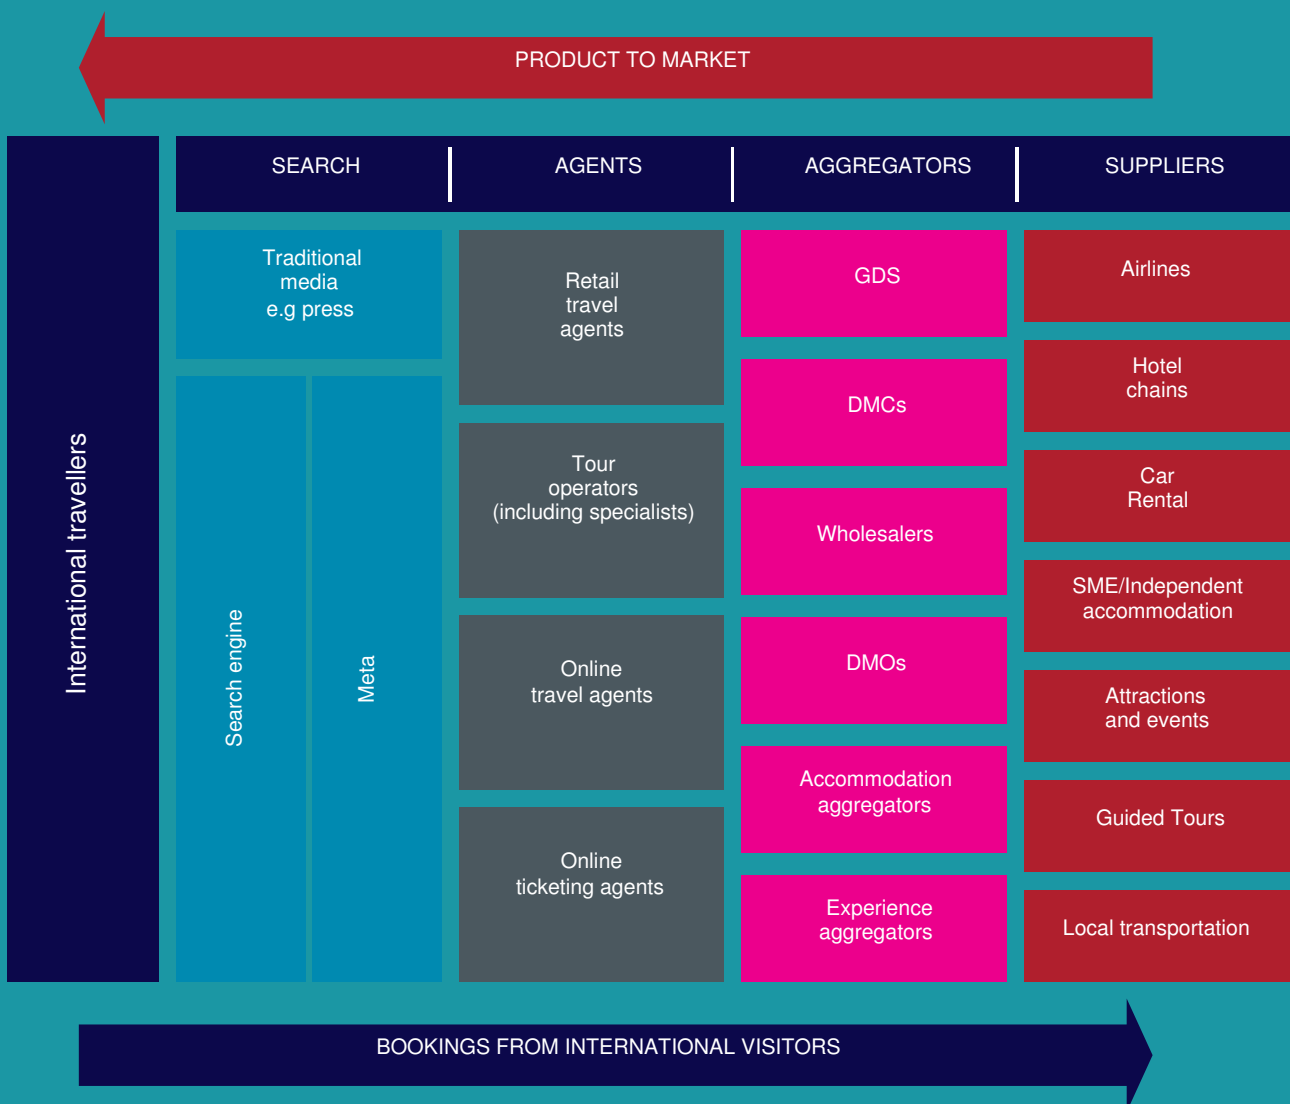 PRODUCT TO MARKET
SEARCH
AGENTS
AGGREGATORS
SUPPLIERS
International travellers
Traditional
media
e.g press
Search engine
Meta
Retail
travel
agents
Tour
operators
(including specialists)
Online
travel agents
Online
ticketing agents
GDS
DMCs
Wholesalers
DMOs
Accommodation
aggregators
Experience
aggregators
Airlines
Hotel
chains
Car
Rental
SME/Independent
accommodation
Attractions
and events
Guided Tours
Local transportation
BOOKINGS FROM INTERNATIONAL VISITORS